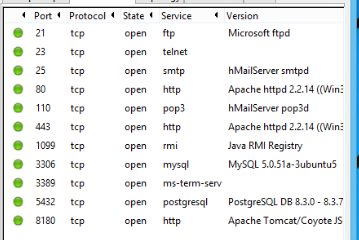 Port Protocol State Service Version
21 tcp open ftp Microsoft ftpd
23 tcp open telnet
25 tcp open smtp hMailServer smtpd
80 tcp open http Apache httpd 2.2.14 ((Win3
110 tcp open pop3 hMailServer pop3d
443 tcp open http Apache httpd 2.2.14 ((Win3
1099 tcp open rmi Java RMI Registry
3306 tcp open mysql MySQL 5.0.51a-3ubuntu5
3389 tcp open ms-term-serv
5432 tcp open postgresql PostgreSQL DB 8.3.0 - 8.3.7
8180 tcp open http Apache Tomcat/Coyote JS